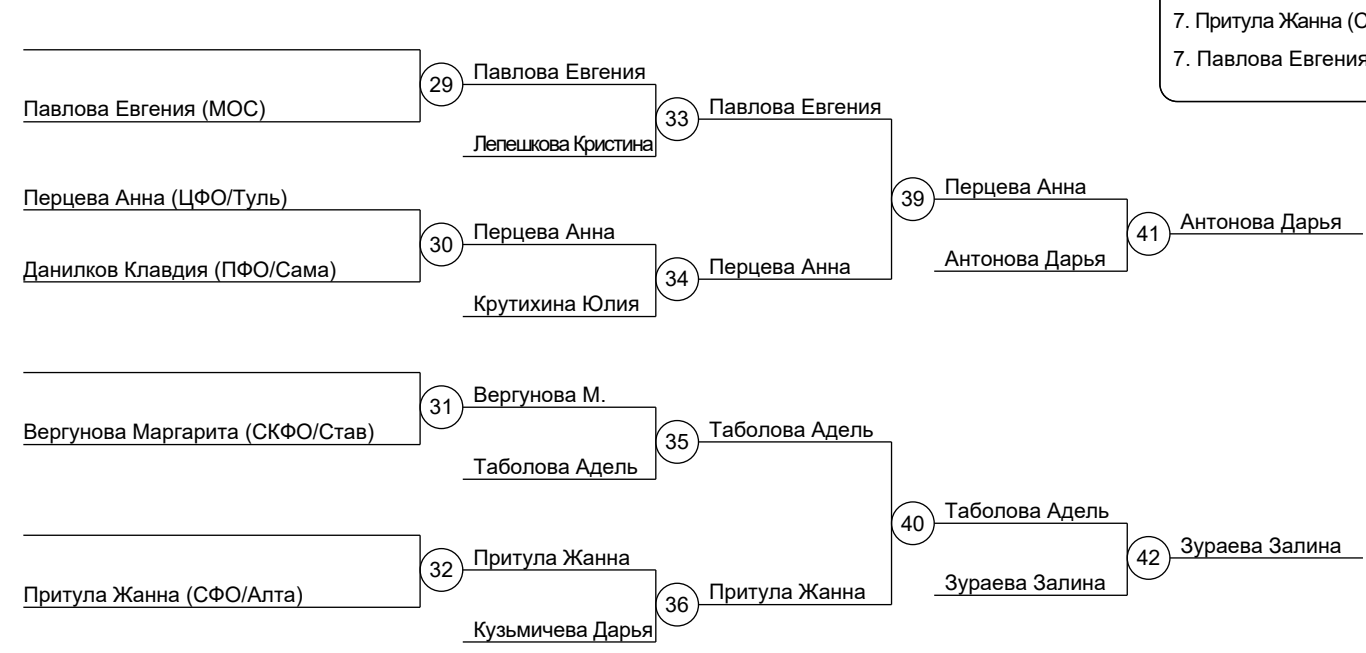 7. Притула Жанна (С
7. Павлова Евгения
Павлова Евгения (МОС)
29
Павлова Евгения
Лепешкова Кристина
33
Павлова Евгения
Перцева Анна (ЦФО/Туль)
Данилков Клавдия (ПФО/Сама)
30
Перцева Анна
Крутихина Юлия
34
Перцева Анна
39
Перцева Анна
Антонова Дарья
41
Антонова Дарья
Вергунова Маргарита (СКФО/Став)
31
Вергунова М.
Таболова Адель
35
Таболова Адель
Притула Жанна (СФО/Алта)
32
Притула Жанна
Кузьмичева Дарья
36
Притула Жанна
40
Таболова Адель
Зураева Залина
42
Зураева Залина